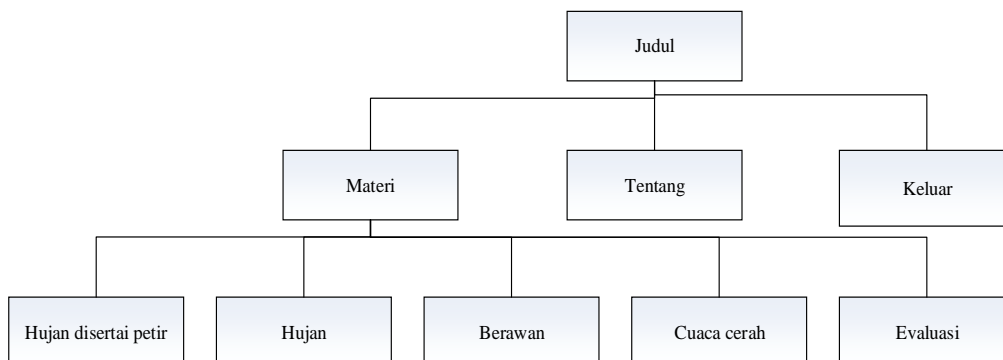 Judul
Materi
Tentang
Keluar
Hujan disertai petir
Hujan
Berawan
Cuaca cerah
Evaluasi